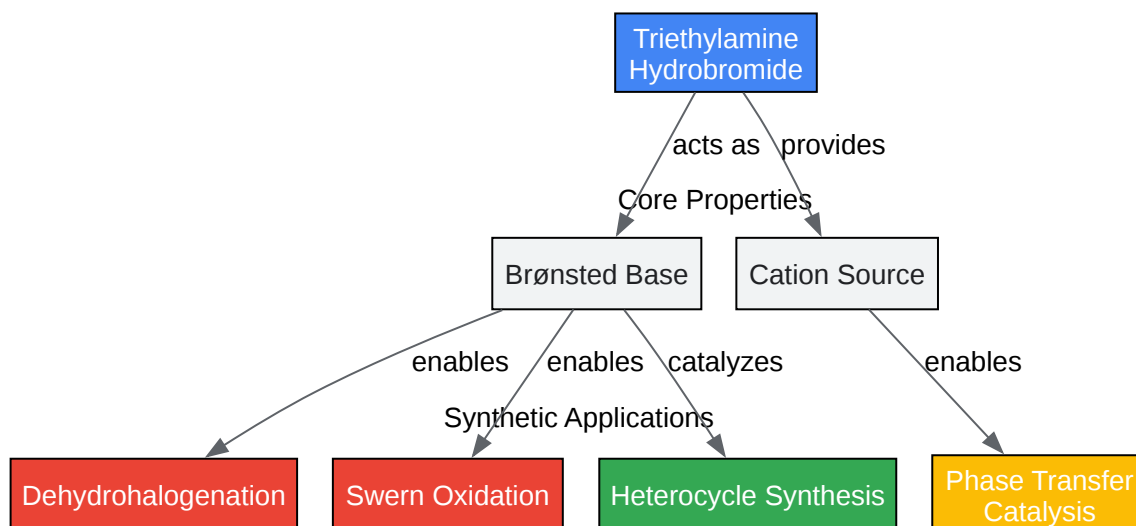 Triethylamine
Hydrobromide
acts as
provides
Core Properties
Brønsted Base
Cation Source
enables
enables
catalyzes
enables
Synthetic Applications
Dehydrohalogenation
Swern Oxidation
Heterocycle Synthesis
Phase Transfer
Catalysis